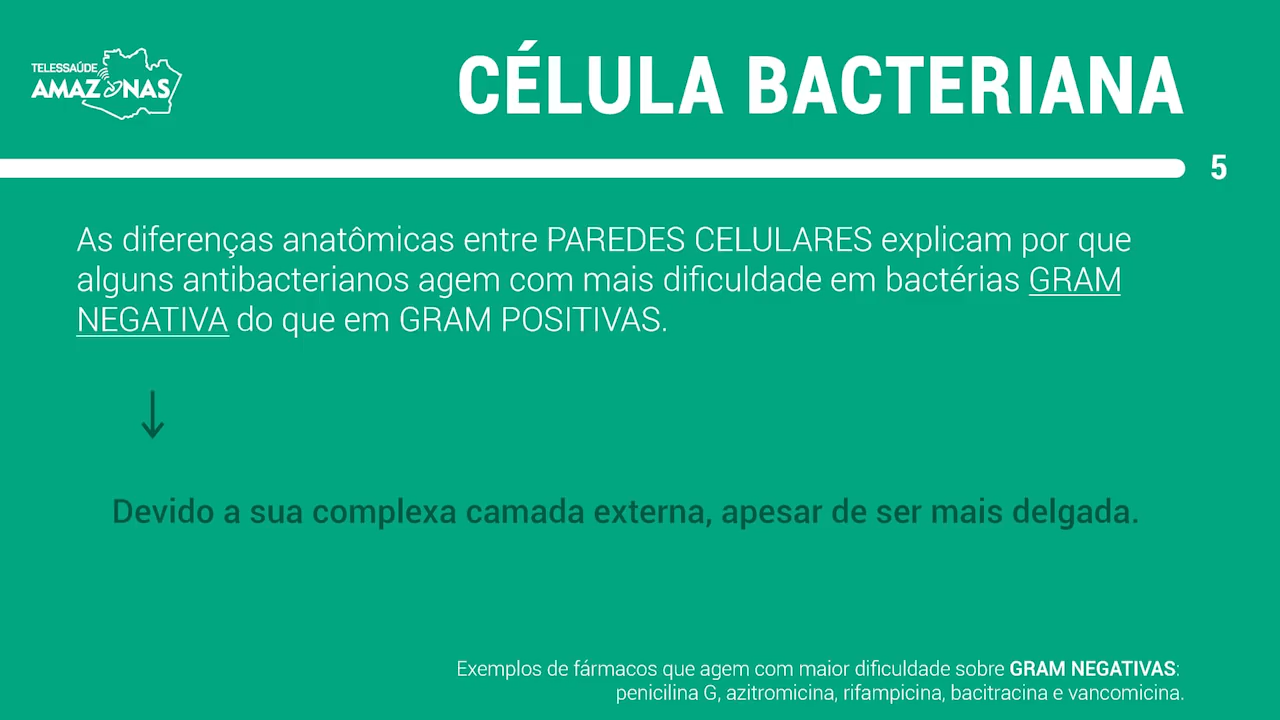 TELESSAÚDE
AMAZONAS
CÉLULA BACTERIANA
5
As diferenças anatômicas entre PAREDES CELULARES explicam por que
alguns antibacterianos agem com mais dificuldade em bactérias GRAM
NEGATIVA do que em GRAM POSITIVAS.
↓
Devido a sua complexa camada externa, apesar de ser mais delgada.
Exemplos de fármacos que agem com maior dificuldade sobre GRAM NEGATIVAS:
penicilina G, azitromicina, rifampicina, bacitracina e vancomicina.